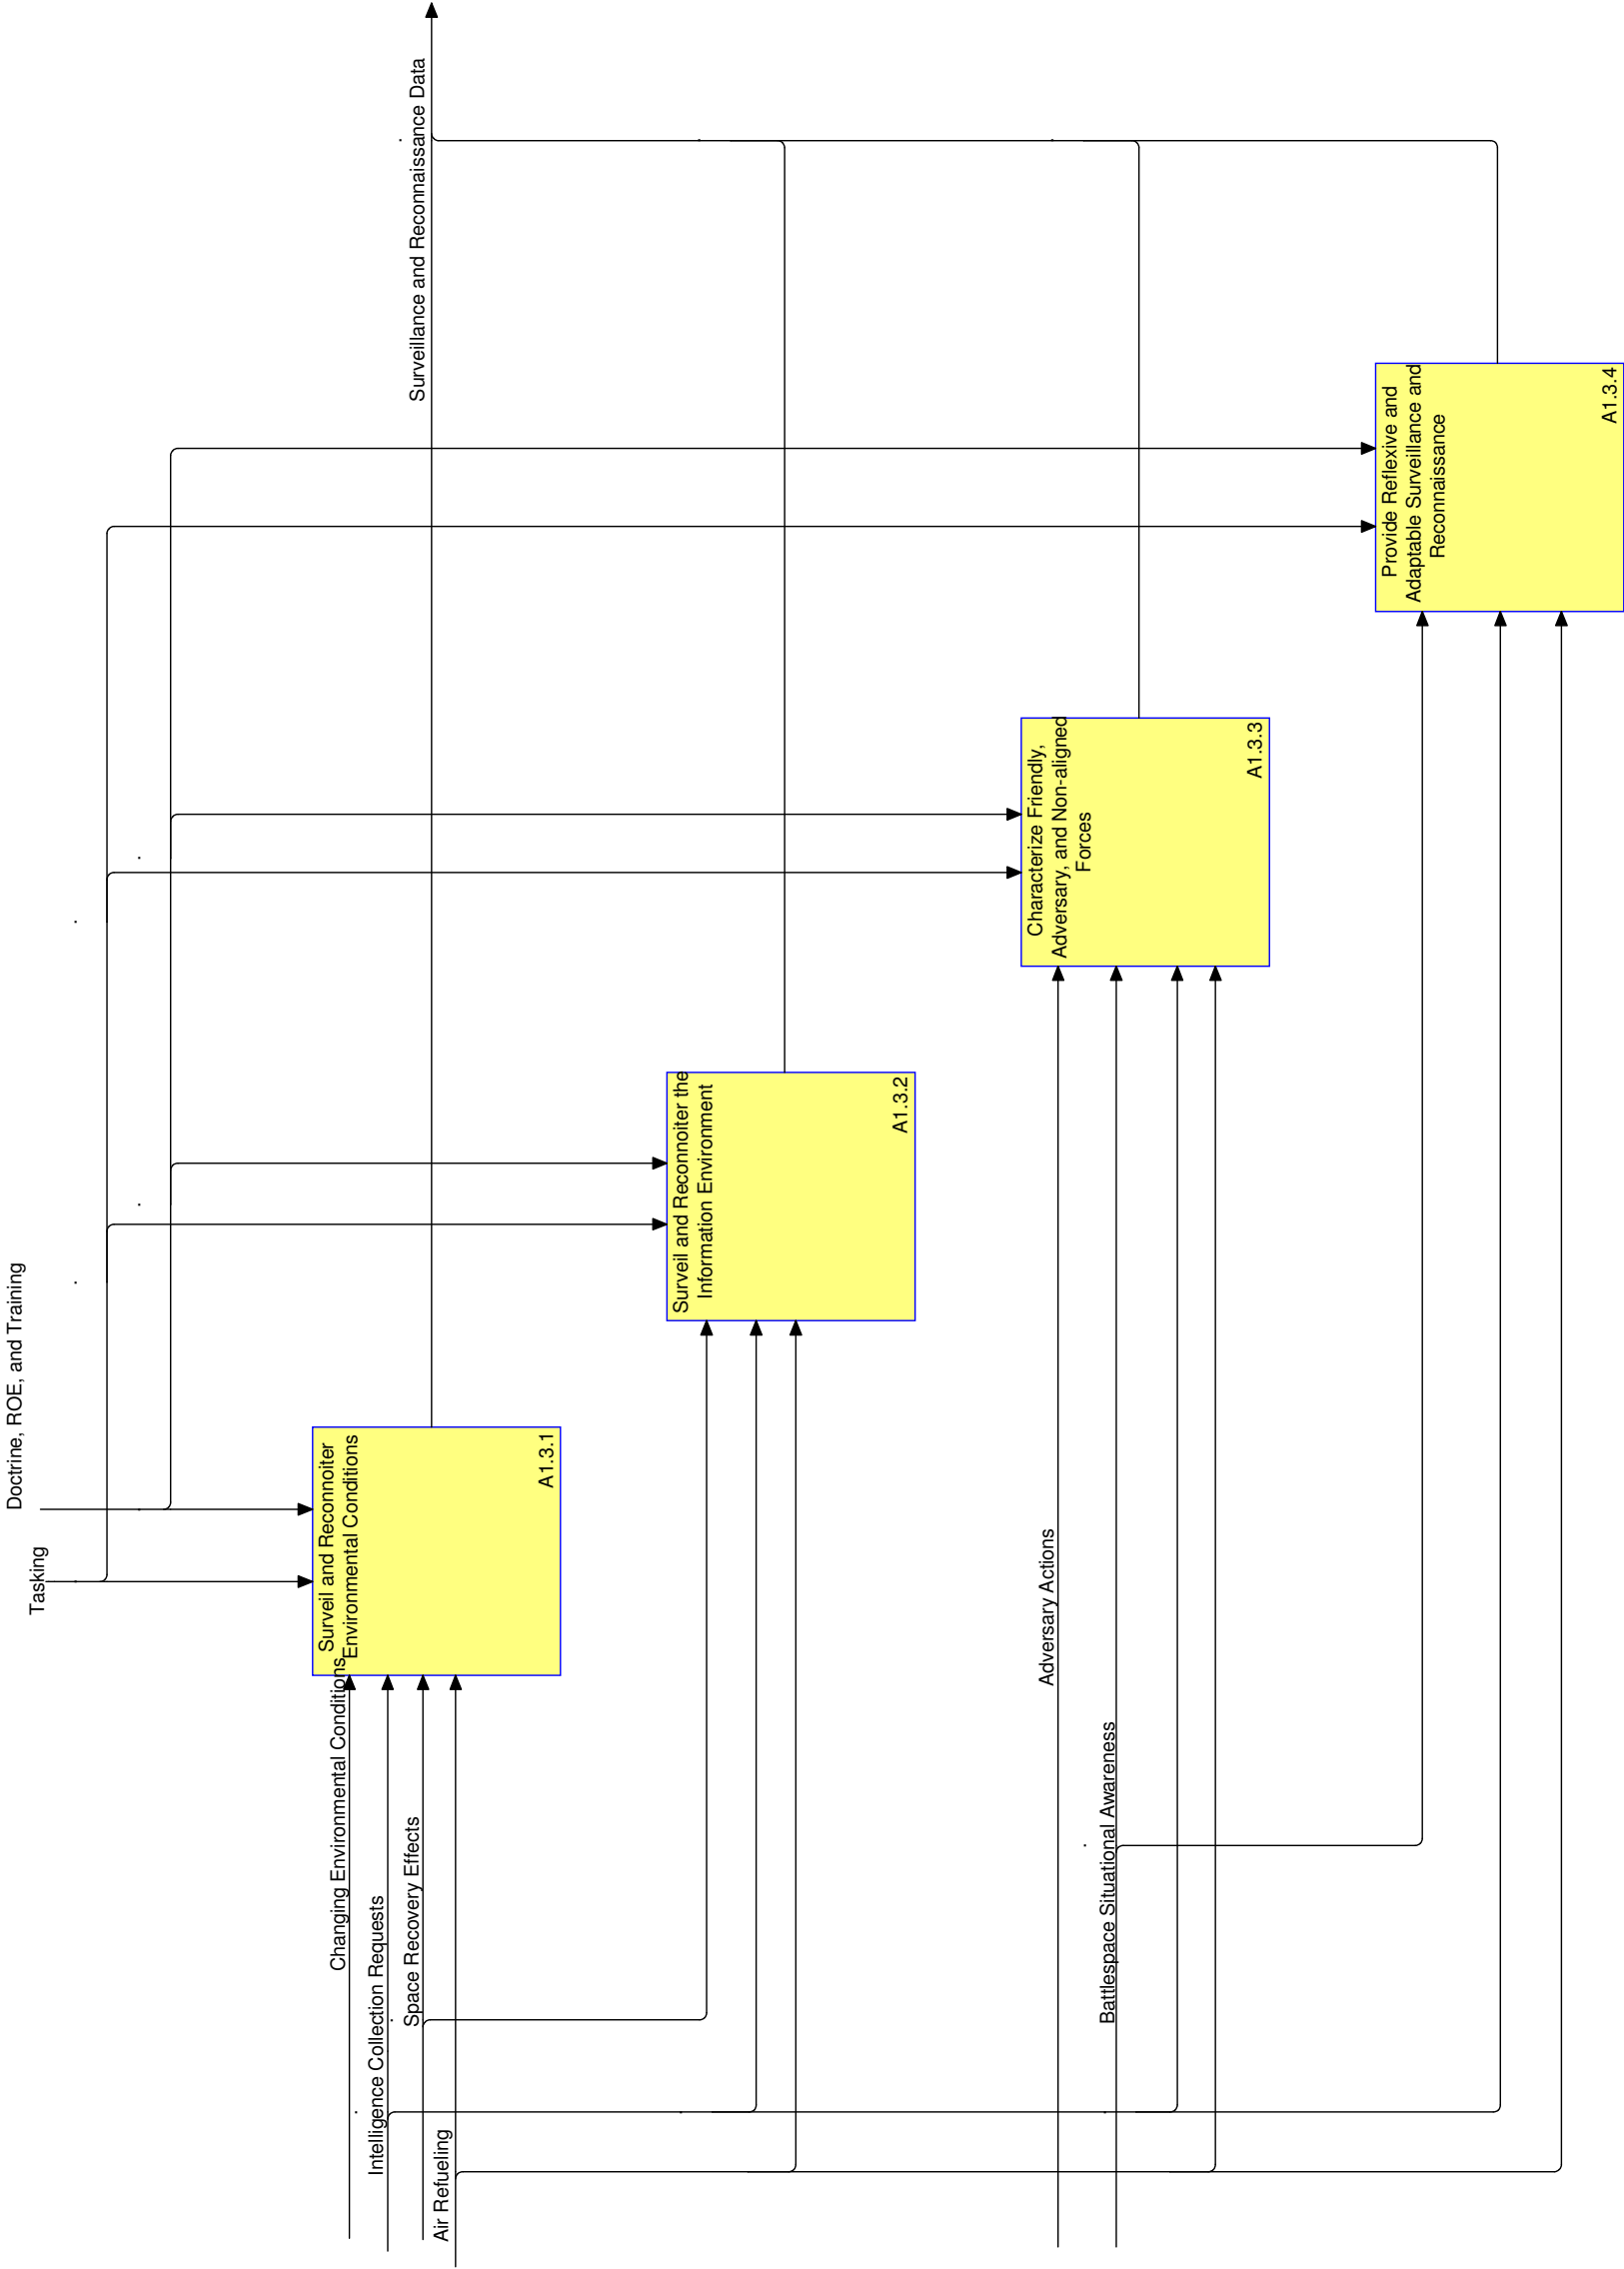 Doctrine, ROE, and Training
Tasking
Surveil and Reconnoiter
Environmental Conditions
A1.3.1
Changing Environmental Conditions
Intelligence Collection Requests
Space Recovery Effects
Air Refueling
Surveillance and Reconnaissance Data
Surveil and Reconnoiter the
Information Environment
A1.3.2
Characterize Friendly,
Adversary, and Non-aligned
Forces
A1.3.3
Adversary Actions
Battlespace Situational Awareness
Provide Reflexive and
Adaptable Surveillance and
Reconnaissance
A1.3.4